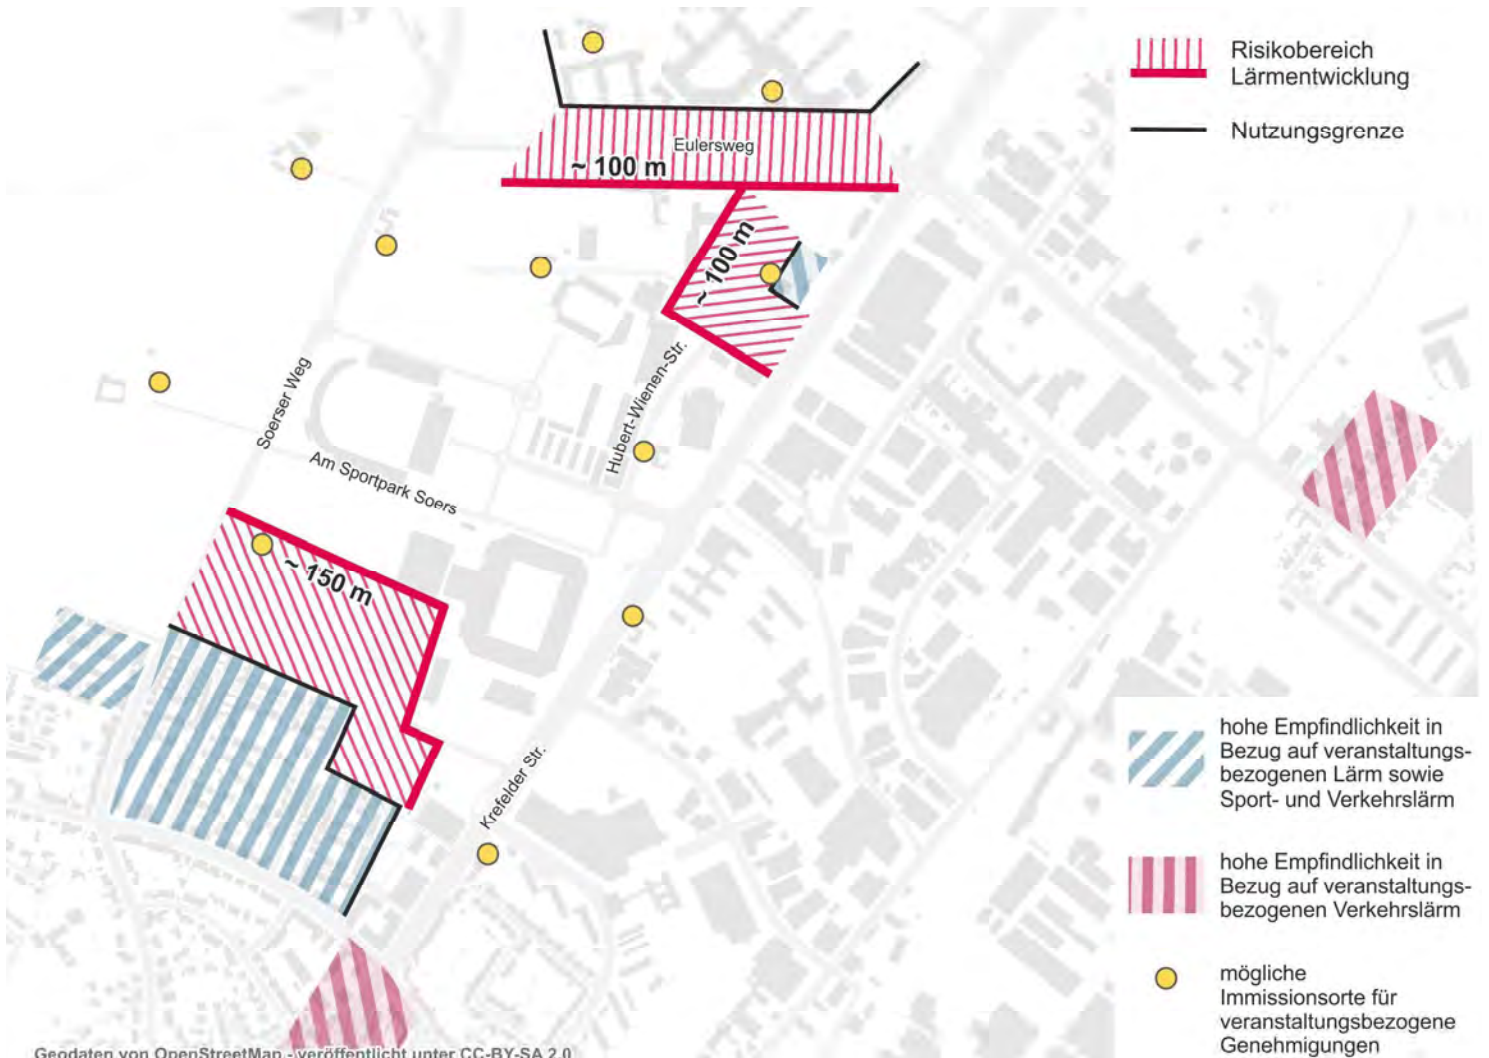 Risikobereich
Lärmentwicklung
Nutzungsgrenze
Eulersweg
~ 100 m
~ 100 m
Hubert-Wienen-Str.
Soerser Weg
Am Sportpark Soers
~ 150 m
Krefelder Str.
hohe Empfindlichkeit in
Bezug auf veranstaltungs-
bezogenen Lärm sowie
Sport- und Verkehrslärm
hohe Empfindlichkeit in
Bezug auf veranstaltungs-
bezogenen Verkehrslärm
mögliche
Immissionsorte für
veranstaltungsbezogene
Genehmigungen
Geodaten von OpenStreetMap - veröffentlicht unter CC-BY-SA 2.0